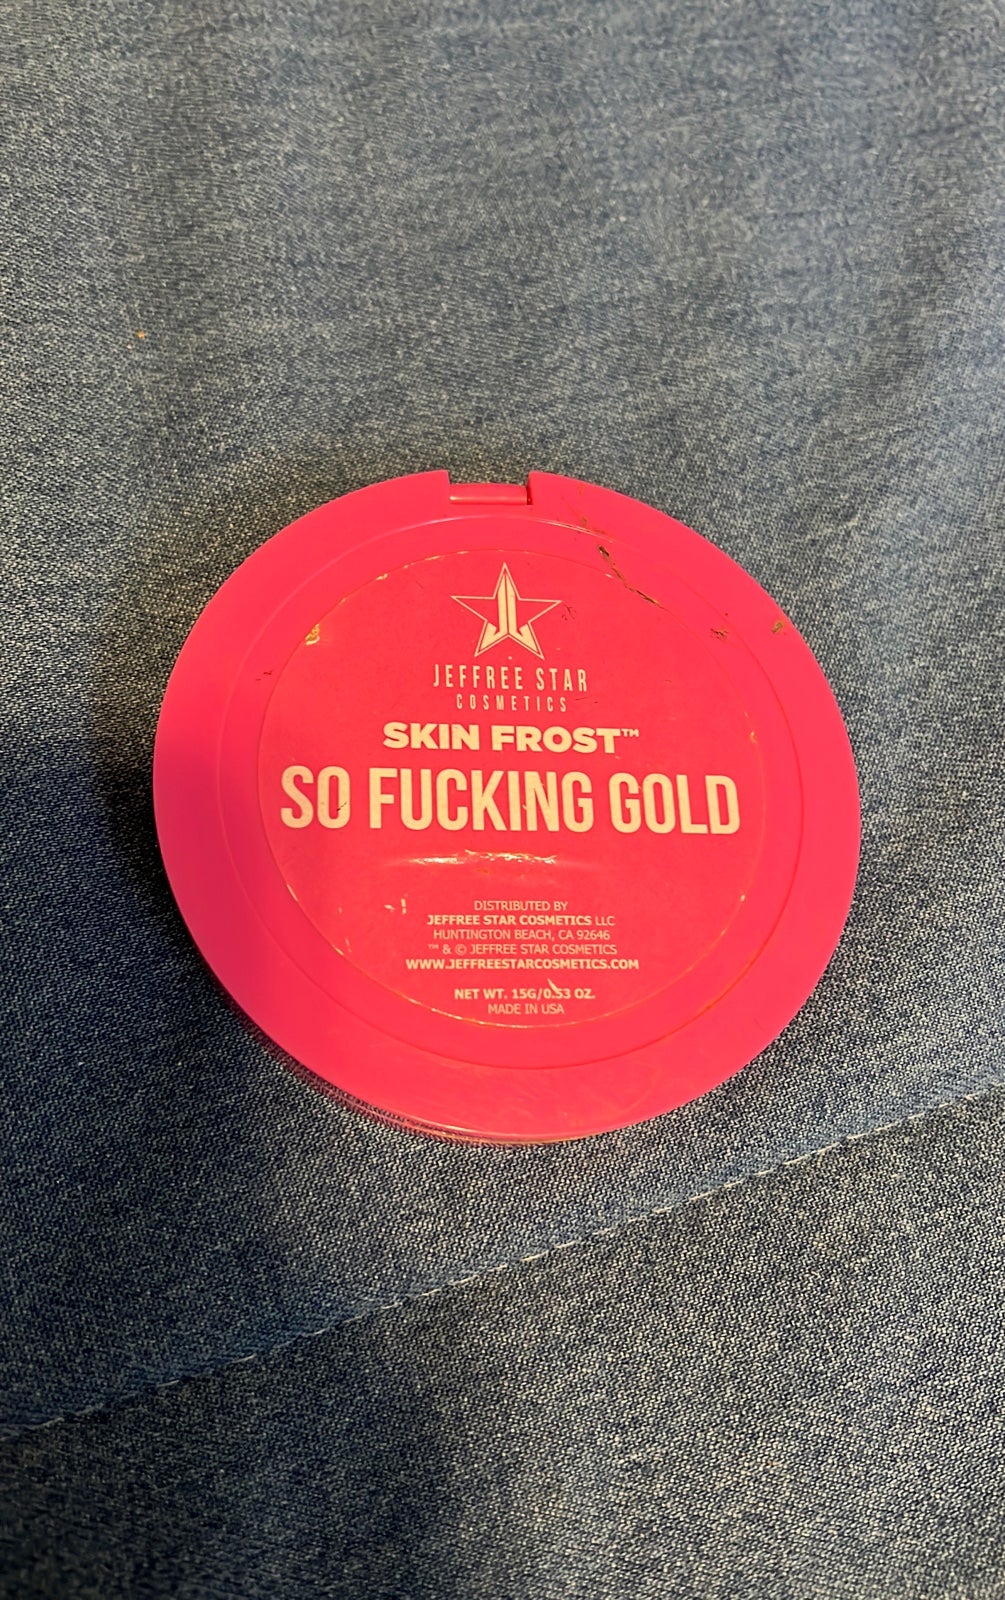 JEFFREE STAR
COSMETICS
SKIN FROST™
SO FUCKING GOLD
DISTRIBUTED BY
JEFFREE STAR COSMETICS LLC
HUNTINGTON BEACH, CA 92646
™ & © JEFFREE STAR COSMETICS
WWW.JEFFREESTARCOSMETICS.COM
NET WT. 15G/0.53 OZ.
MADE IN USA